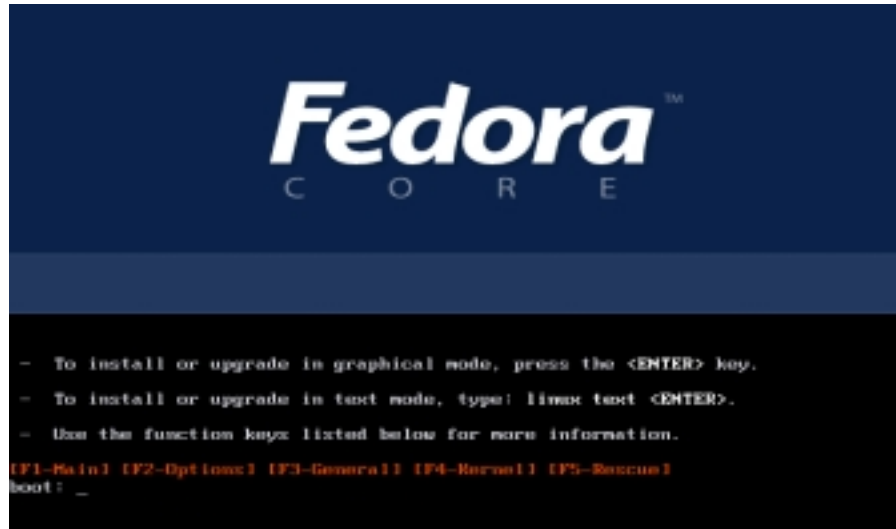 Fedora™
CORE
- To install or upgrade in graphical mode, press the <ENTER> key.
- To install or upgrade in text mode, type: linux text <ENTER>.
- Use the function keys listed below for more information.
[F1-Main] [F2-Options] [F3-General] [F4-Kernel] [F5-Rescue]
boot: _